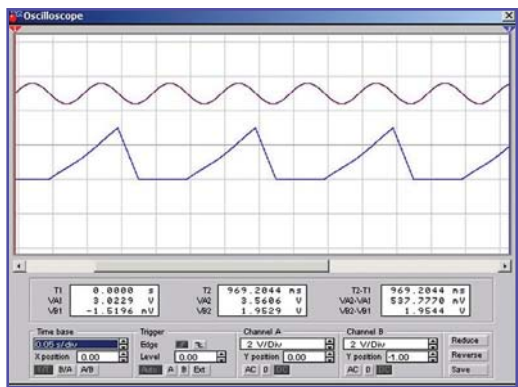 Oscilloscope
T1 0.0000 s
VA1 3.0229 V
VB1 -1.5196 mV
T2 969.2044 ms
VA2 3.5606 V
VB2 1.9529 V
T2-T1 969.2044 ms
VA2-VA1 537.7770 mV
VB2-VB1 1.9544 V
Time base
0.05 s/div
X position 0.00
Y/T B/A A/B
Trigger
Edge
Level 0.00
Auto A B Ext
Channel A
2 V/Div
Y position 0.00
AC 0 DC
Channel B
2 V/Div
Y position -1.00
AC 0 DC
Reduce
Reverse
Save